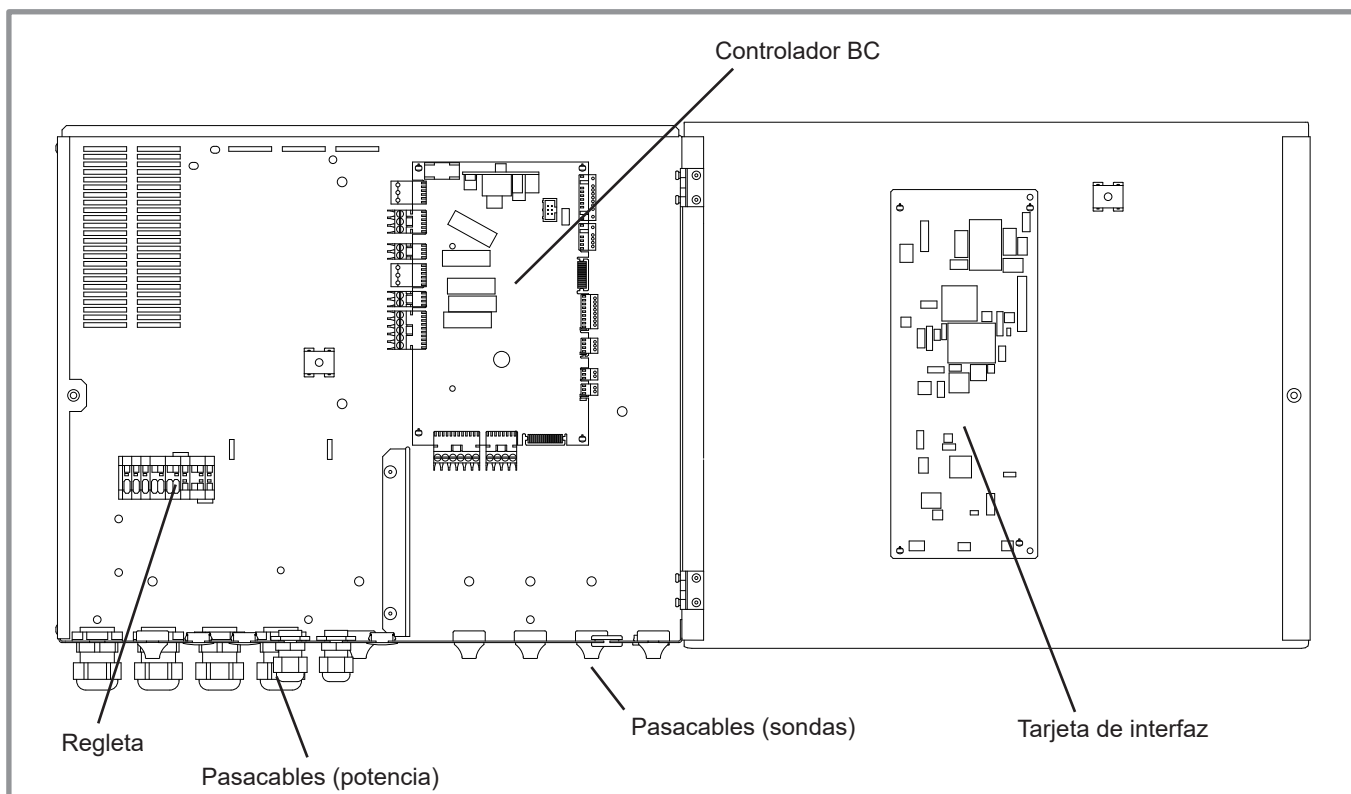 Controlador BC
Regleta
Pasacables (potencia)
Pasacables (sondas)
Tarjeta de interfaz